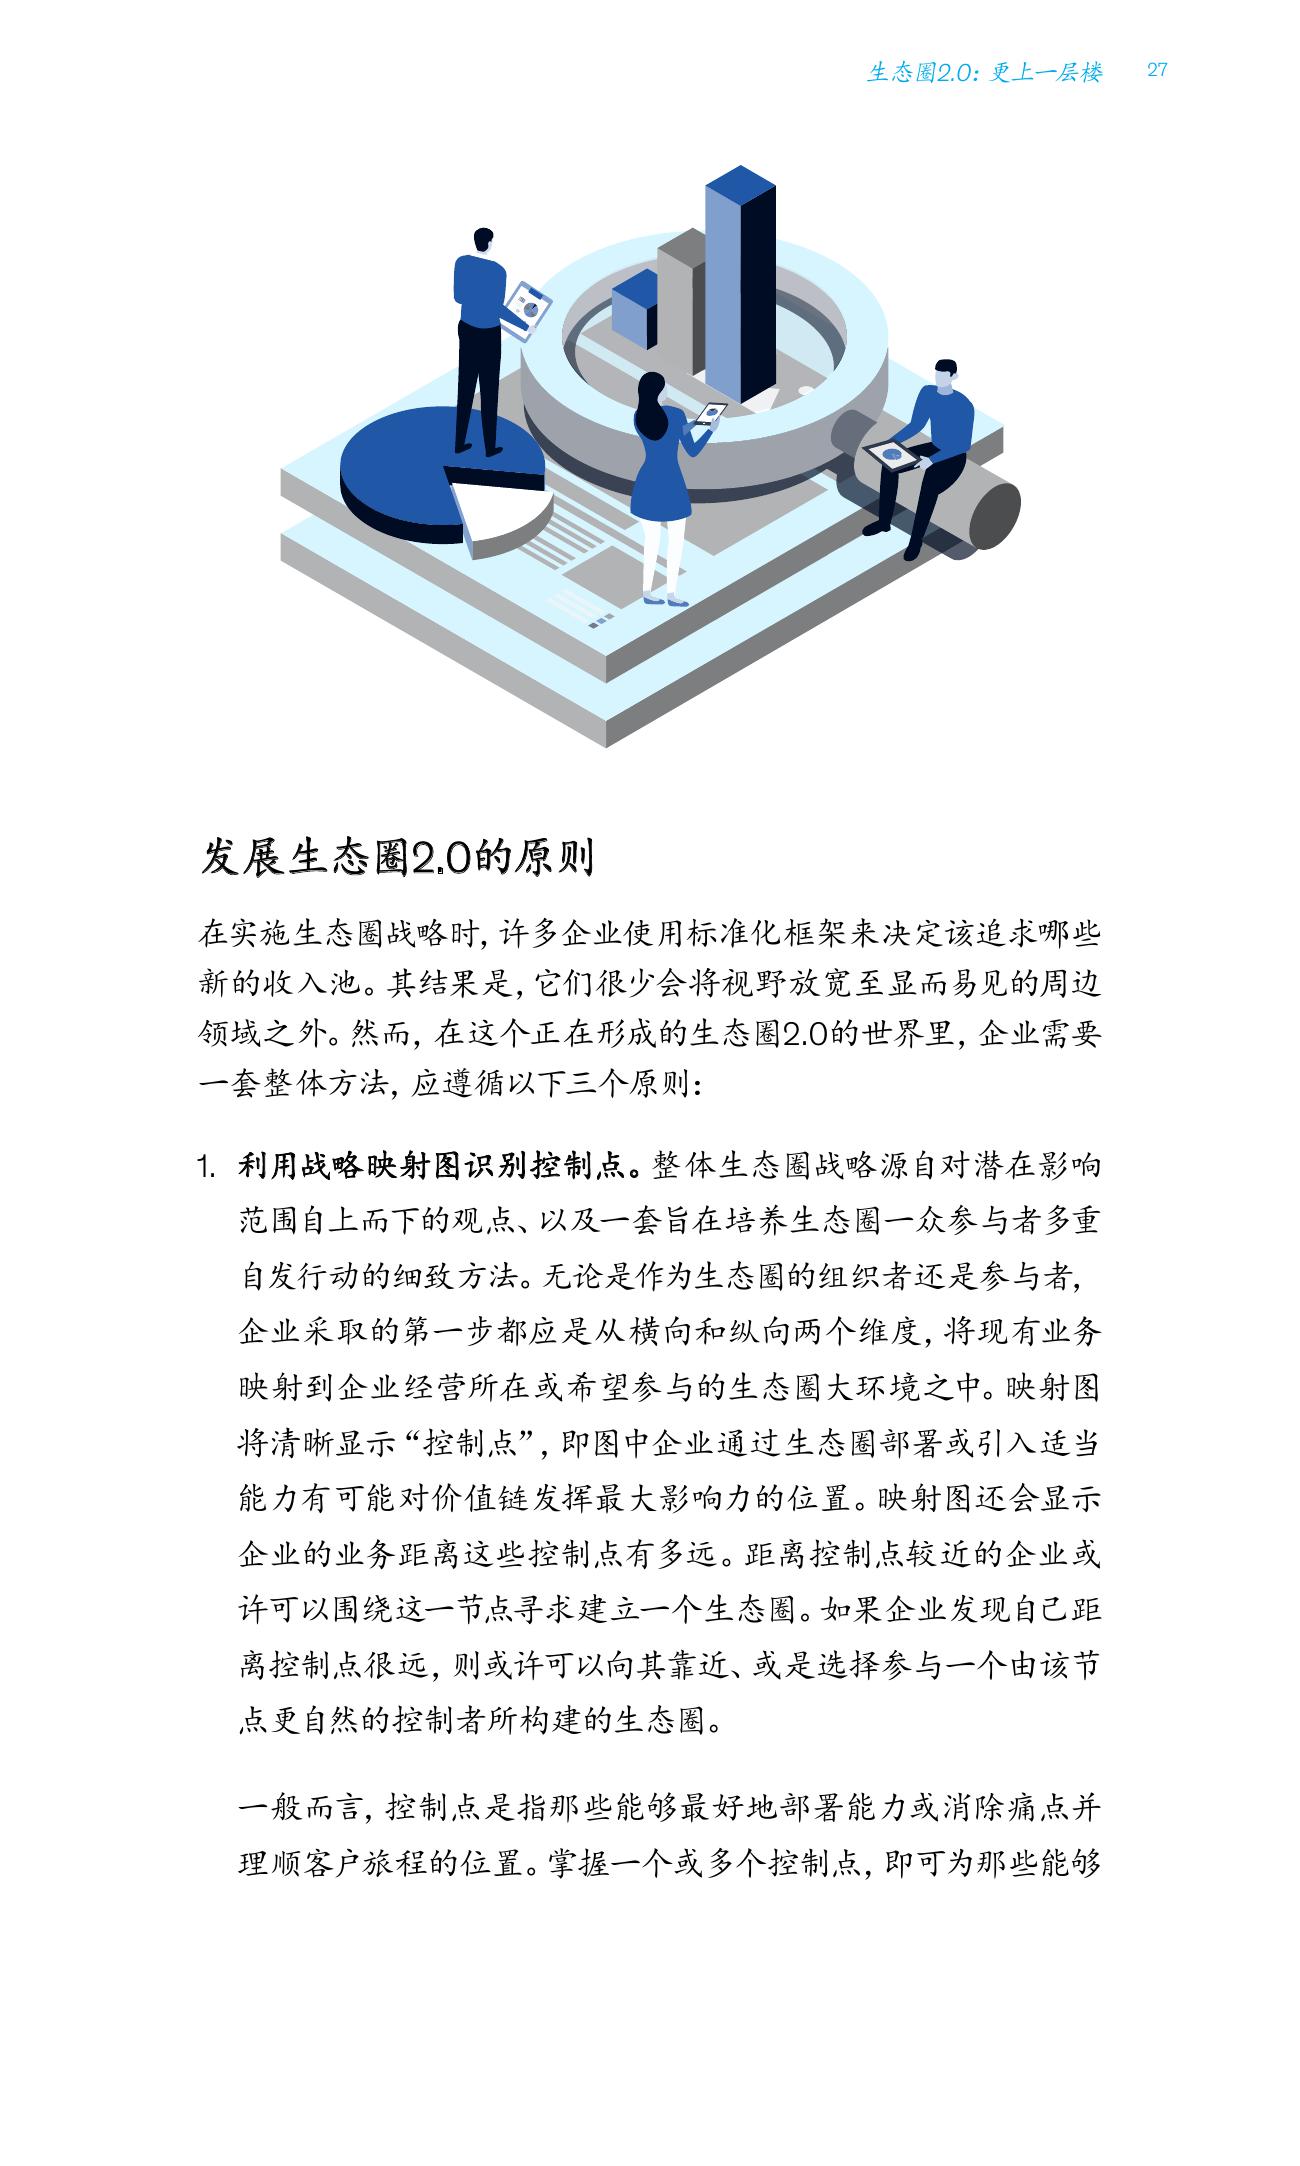 生态圈2.0：更上一层楼 27
发展生态圈2.0的原则
在实施生态圈战略时，许多企业使用标准化框架来决定该追求哪些
新的收入池。其结果是，它们很少会将视野放宽至显而易见的周边
领域之外。然而，在这个正在形成的生态圈2.0的世界里，企业需要
一套整体方法，应遵循以下三个原则：
1. 利用战略映射图识别控制点。整体生态圈战略源自对潜在影响
范围自上而下的观点、以及一套旨在培养生态圈一众参与者多重
自发行动的细致方法。无论是作为生态圈的组织者还是参与者，
企业采取的第一步都应是从横向和纵向两个维度，将现有业务
映射到企业经营所在或希望参与的生态圈大环境之中。映射图
将清晰显示“控制点”，即图中企业通过生态圈部署或引入适当
能力有可能对价值链发挥最大影响力的位置。映射图还会显示
企业的业务距离这些控制点有多远。距离控制点较近的企业或
许可以围绕这一节点寻求建立一个生态圈。如果企业发现自己距
离控制点很远，则或许可以向其靠近、或是选择参与一个由该节
点更自然的控制者所构建的生态圈。
一般而言，控制点是指那些能够最好地部署能力或消除痛点并
理顺客户旅程的位置。掌握一个或多个控制点，即可为那些能够